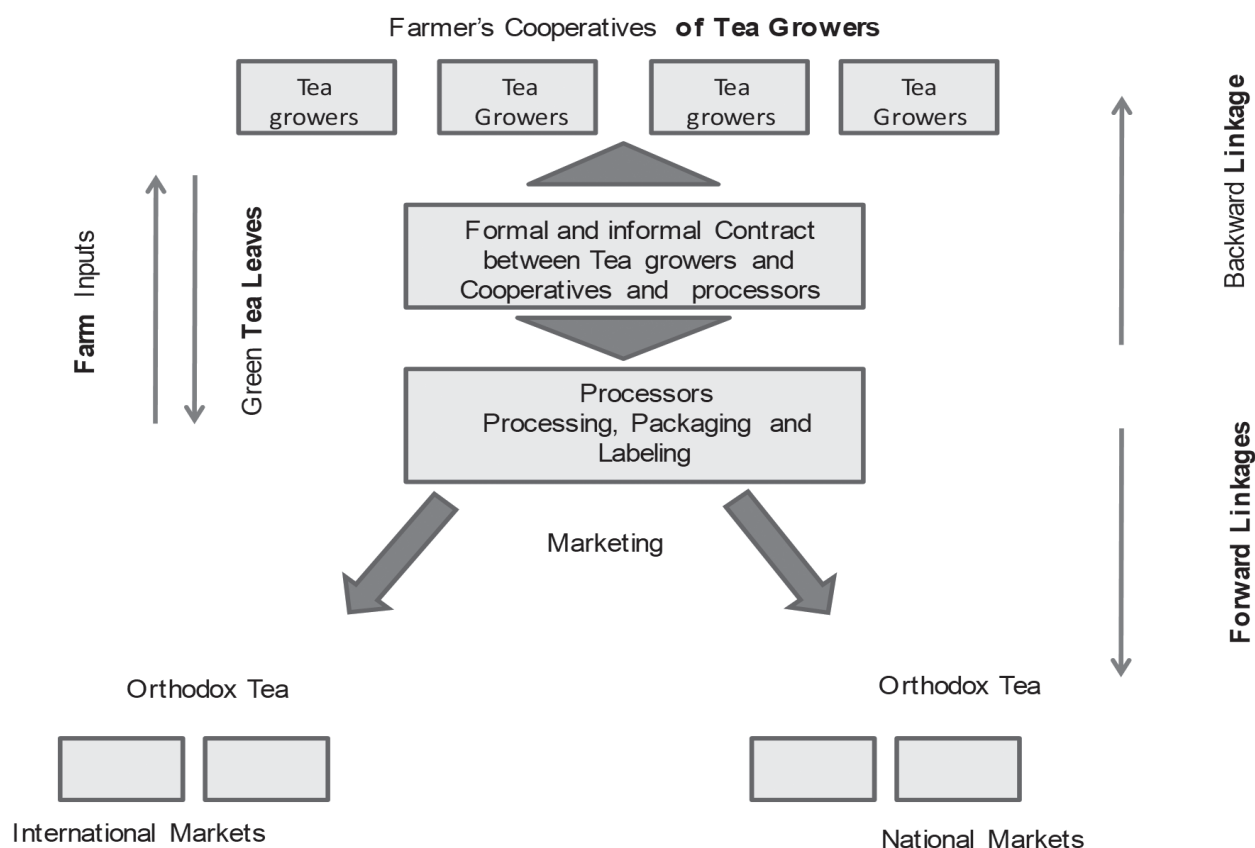 Farmer's Cooperatives of Tea Growers
Tea
growers
Tea
Growers
Tea
growers
Tea
Growers
Backward Linkage
Farm Inputs
Green Tea Leaves
Formal and informal Contract
between Tea growers and
Cooperatives and processors
Processors
Processing, Packaging and
Labeling
Forward Linkages
Marketing
Orthodox Tea
Orthodox Tea
International Markets
National Markets